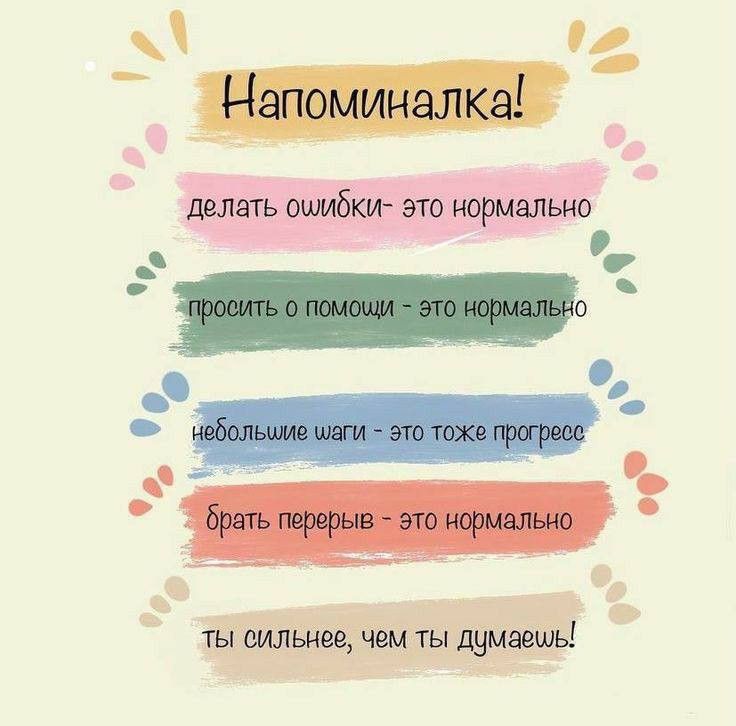 Напоминалка!
делать ошибки- это нормально
просить о помощи - это нормально
небольшие шаги - это тоже прогресс
брать перерыв - это нормально
ты сильнее, чем ты думаешь!